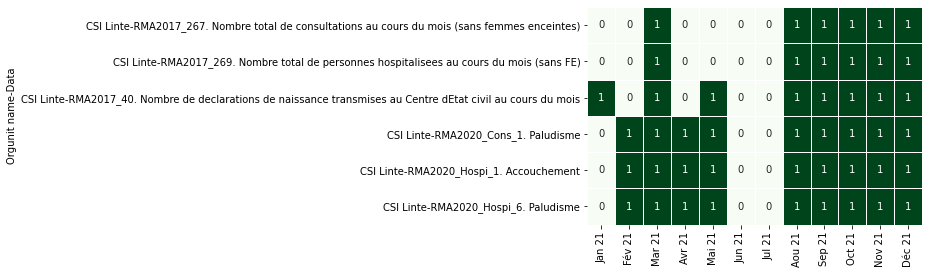 CSI Linte-RMA2017_267. Nombre total de consultations au cours du mois (sans femmes enceintes) 0 0 1 0 0 0 0 1 1 1 1 1
CSI Linte-RMA2017_269. Nombre total de personnes hospitalisees au cours du mois (sans FE) 0 0 1 0 0 0 0 1 1 1 1 1
CSI Linte-RMA2017_40. Nombre de declarations de naissance transmises au Centre dEtat civil au cours du mois 1 0 1 0 1 0 0 1 1 1 1 1
CSI Linte-RMA2020_Cons_1. Paludisme 0 1 1 1 1 0 0 1 1 1 1 1
CSI Linte-RMA2020_Hospi_1. Accouchement 0 1 1 1 1 0 0 1 1 1 1 1
CSI Linte-RMA2020_Hospi_6. Paludisme 0 1 1 1 1 0 0 1 1 1 1 1
Orgunit name-Data
Jan 21
Fév 21
Mar 21
Avr 21
Mai 21
Jun 21
Jul 21
Aou 21
Sep 21
Oct 21
Nov 21
Déc 21